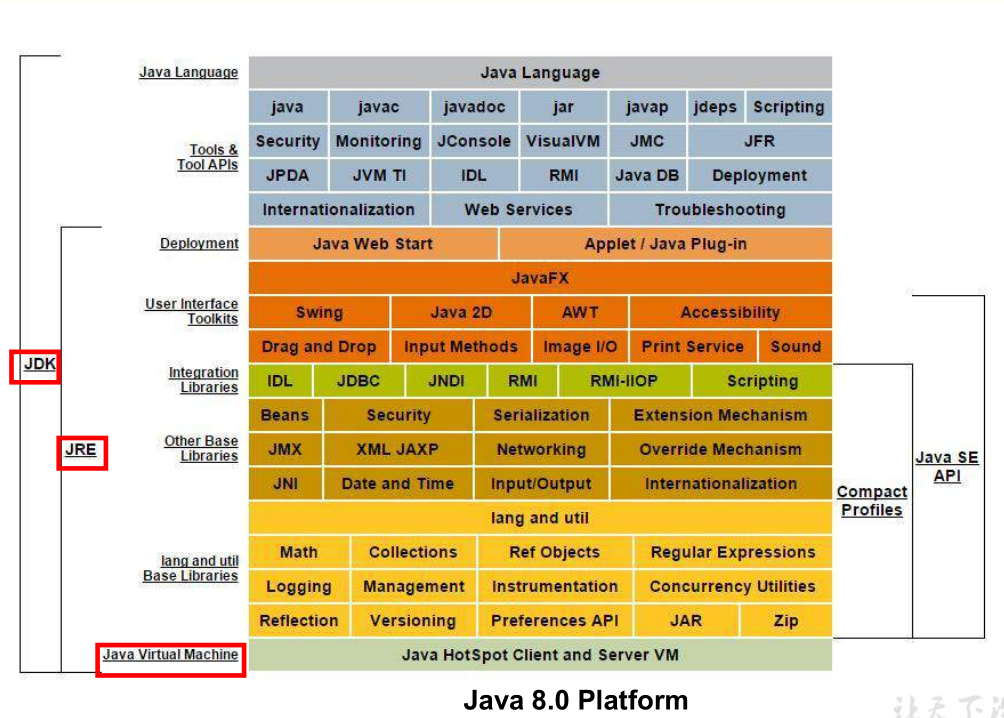 Java Language
Java Language
java javac javadoc jar javap jdeps Scripting
Tools &
Tool APIs
Security Monitoring JConsole VisualVM JMC JFR
JPDA JVM TI IDL RMI Java DB Deployment
Internationalization Web Services Troubleshooting
Deployment
Java Web Start Applet / Java Plug-in
JavaFX
User Interface
Toolkits
Swing Java 2D AWT Accessibility
Drag and Drop Input Methods Image I/O Print Service Sound
JDK
Integration
Libraries
IDL JDBC JNDI RMI RMI-IIOP Scripting
Beans Security Serialization Extension Mechanism
JRE
Other Base
Libraries
JMX XML JAXP Networking Override Mechanism
JNI Date and Time Input/Output Internationalization
Java SE
API
Compact
Profiles
lang and util
lang and util
Base Libraries
Math Collections Ref Objects Regular Expressions
Logging Management Instrumentation Concurrency Utilities
Reflection Versioning Preferences API JAR Zip
Java Virtual Machine
Java HotSpot Client and Server VM
Java 8.0 Platform
让天下没